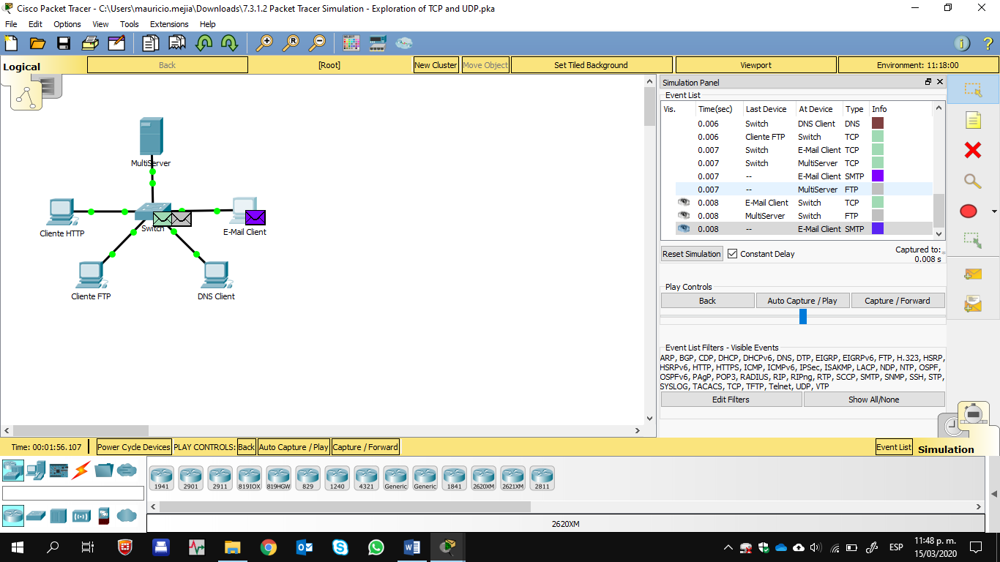 Cisco Packet Tracer - C:\Users\mauricio.mejia\Downloads\7.3.1.2 Packet Tracer Simulation - Exploration of TCP and UDP.pka
File Edit Options View Tools Extensions Help
Logical
Back
[Root]
New Cluster
Move Object
Set Tiled Background
Viewport
Environment: 11:18:00
MultiServer
Cliente HTTP
Switch
E-Mail Client
Cliente FTP
DNS Client
Simulation Panel
Event List
Vis. Time(sec) Last Device At Device Type Info
0.006 Switch DNS Client DNS
0.006 Cliente FTP Switch TCP
0.007 Switch E-Mail Client TCP
0.007 Switch MultiServer TCP
0.007 -- E-Mail Client SMTP
0.007 -- MultiServer FTP
0.008 E-Mail Client Switch TCP
0.008 MultiServer Switch FTP
0.008 -- E-Mail Client SMTP
Reset Simulation
Constant Delay
Captured to: *
0.008 s
Play Controls
Back
Auto Capture / Play
Capture / Forward
Event List Filters - Visible Events
ARP, BGP, CDP, DHCP, DHCPv6, DNS, DTP, EIGRP, EIGRPv6, FTP, H.323, HSRP,
HSRPv6, HTTP, HTTPS, ICMP, ICMPv6, IPSec, ISAKMP, LACP, NDP, NTP, OSPF,
OSPFv6, PAgP, POP3, RADIUS, RIP, RIPng, RTP, SCCP, SMTP, SNMP, SSH, STP,
SYSLOG, TACACS, TCP, TFTP, Telnet, UDP, VTP
Edit Filters
Show All/None
Time: 00:01:56.107
Power Cycle Devices
PLAY CONTROLS:
Back
Auto Capture / Play
Capture / Forward
Event List
Simulation
1941 2901 2911 819IOX 819HGW 829 1240 4321 Generic Generic 1841 2620XM 2621XM 2811
2620XM
ESP
11:48 p. m.
15/03/2020